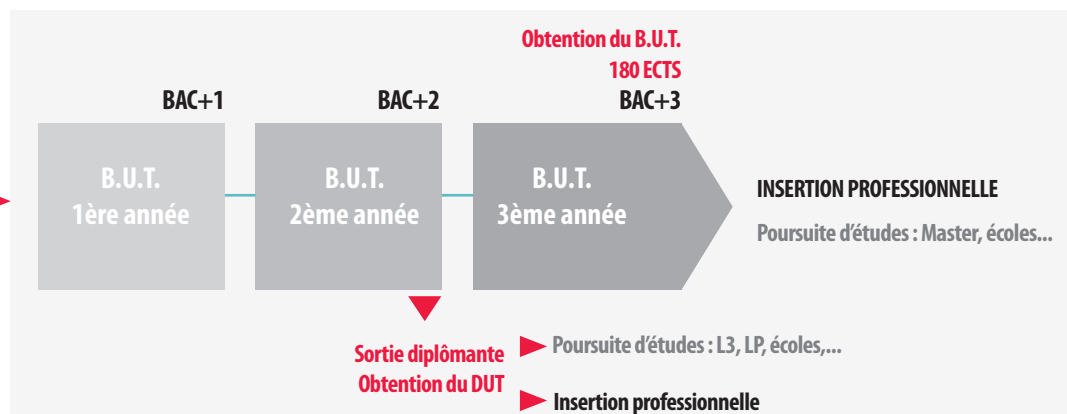 Obtention du B.U.T.
180 ECTS
BAC+1
BAC+2
BAC+3
B.U.T.
1ère année
B.U.T.
2ème année
B.U.T.
3ème année
INSERTION PROFESSIONNELLE
Poursuite d'études : Master, écoles...
Sortie diplômante
Obtention du DUT
Poursuite d'études : L3, LP, écoles,...
Insertion professionnelle